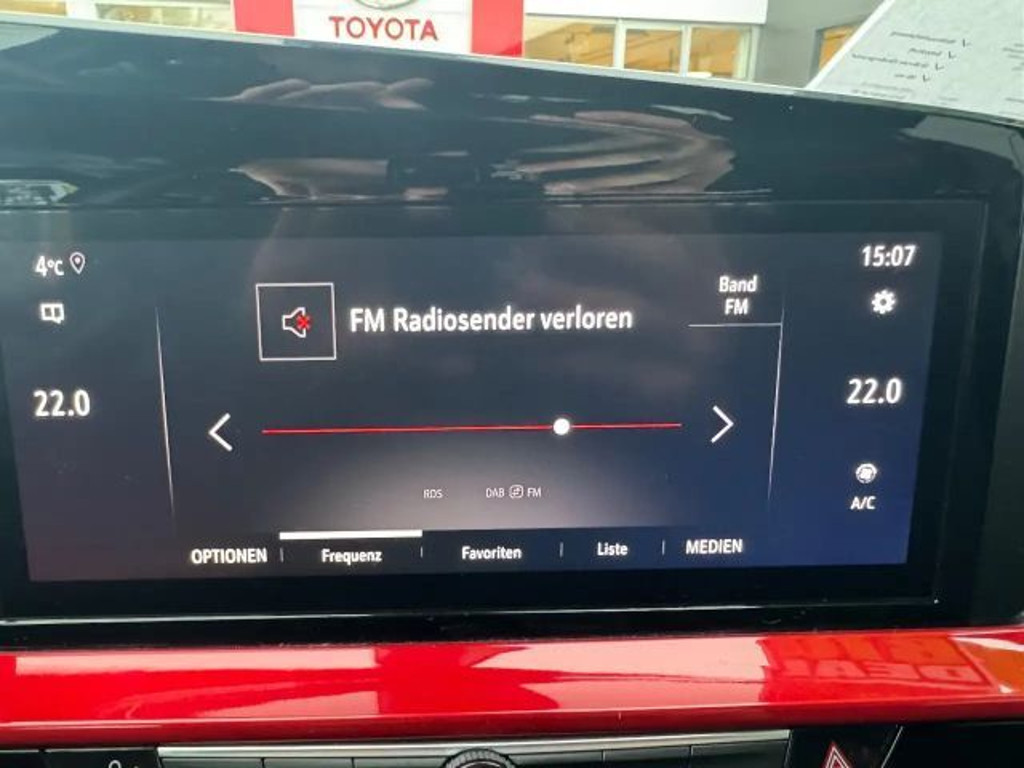 TOYOTA
4°C
15:07
Band
FM
FM Radiosender verloren
22.0
22.0
RDS
DAB FM
A/C
OPTIONEN
Frequenz
Favoriten
Liste
MEDIEN
DEAL